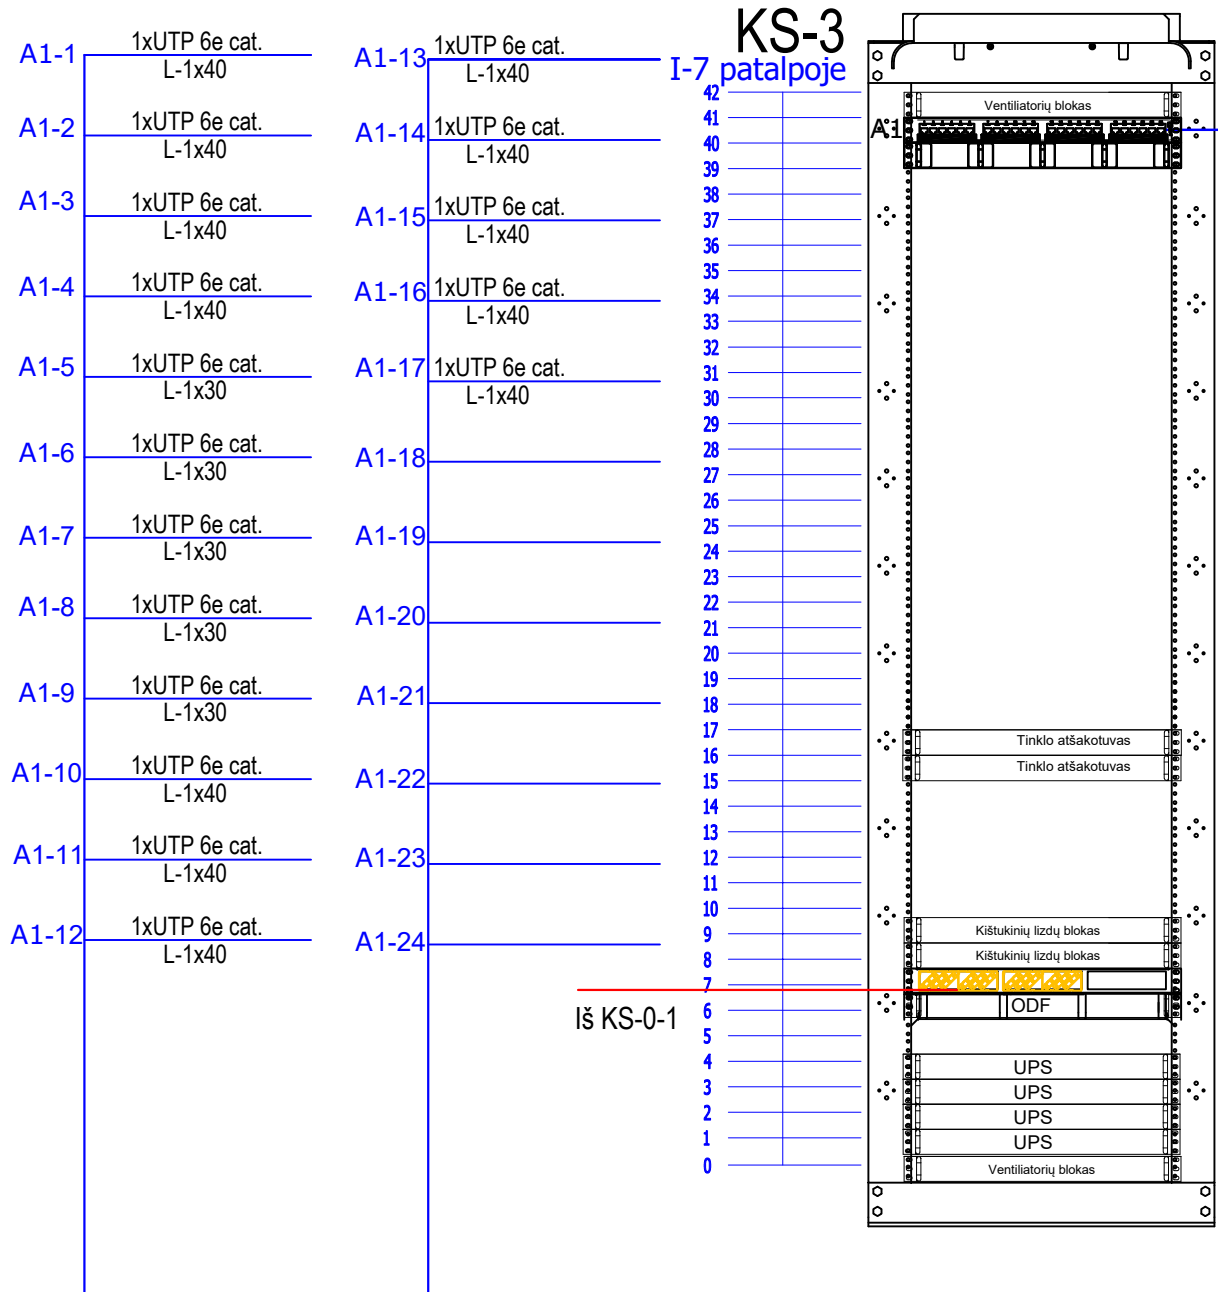 KS-3
I-7 patalpoje
A1-1
1xUTP 6e cat.
L-1x40
A1-2
1xUTP 6e cat.
L-1x40
A1-3
1xUTP 6e cat.
L-1x40
A1-4
1xUTP 6e cat.
L-1x40
A1-5
1xUTP 6e cat.
L-1x30
A1-6
1xUTP 6e cat.
L-1x30
A1-7
1xUTP 6e cat.
L-1x30
A1-8
1xUTP 6e cat.
L-1x30
A1-9
1xUTP 6e cat.
L-1x30
A1-10
1xUTP 6e cat.
L-1x40
A1-11
1xUTP 6e cat.
L-1x40
A1-12
1xUTP 6e cat.
L-1x40
A1-13
1xUTP 6e cat.
L-1x40
A1-14
1xUTP 6e cat.
L-1x40
A1-15
1xUTP 6e cat.
L-1x40
A1-16
1xUTP 6e cat.
L-1x40
A1-17
1xUTP 6e cat.
L-1x40
A1-18
A1-19
A1-20
A1-21
A1-22
A1-23
A1-24
Iš KS-0-1
42
41
40
39
38
37
36
35
34
33
32
31
30
29
28
27
26
25
24
23
22
21
20
19
18
17
16
15
14
13
12
11
10
9
8
7
6
5
4
3
2
1
0
Ventiliatorių blokas
A1
Tinklo atšakotuvas
Tinklo atšakotuvas
Kištukinių lizdų blokas
Kištukinių lizdų blokas
ODF
UPS
UPS
UPS
UPS
Ventiliatorių blokas